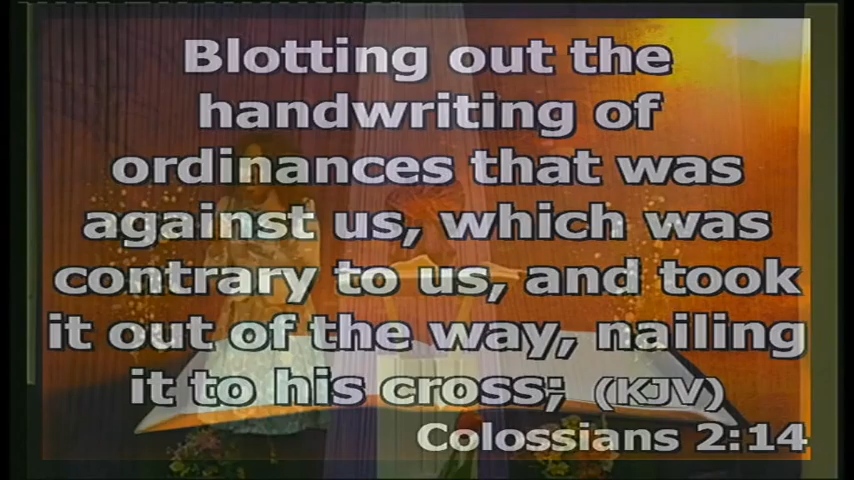 Blotting out the
handwriting of
ordinances that was
against us, which was
contrary to us, and took
it out of the way, nailing
it to his cross; (KJV)
Colossians 2:14